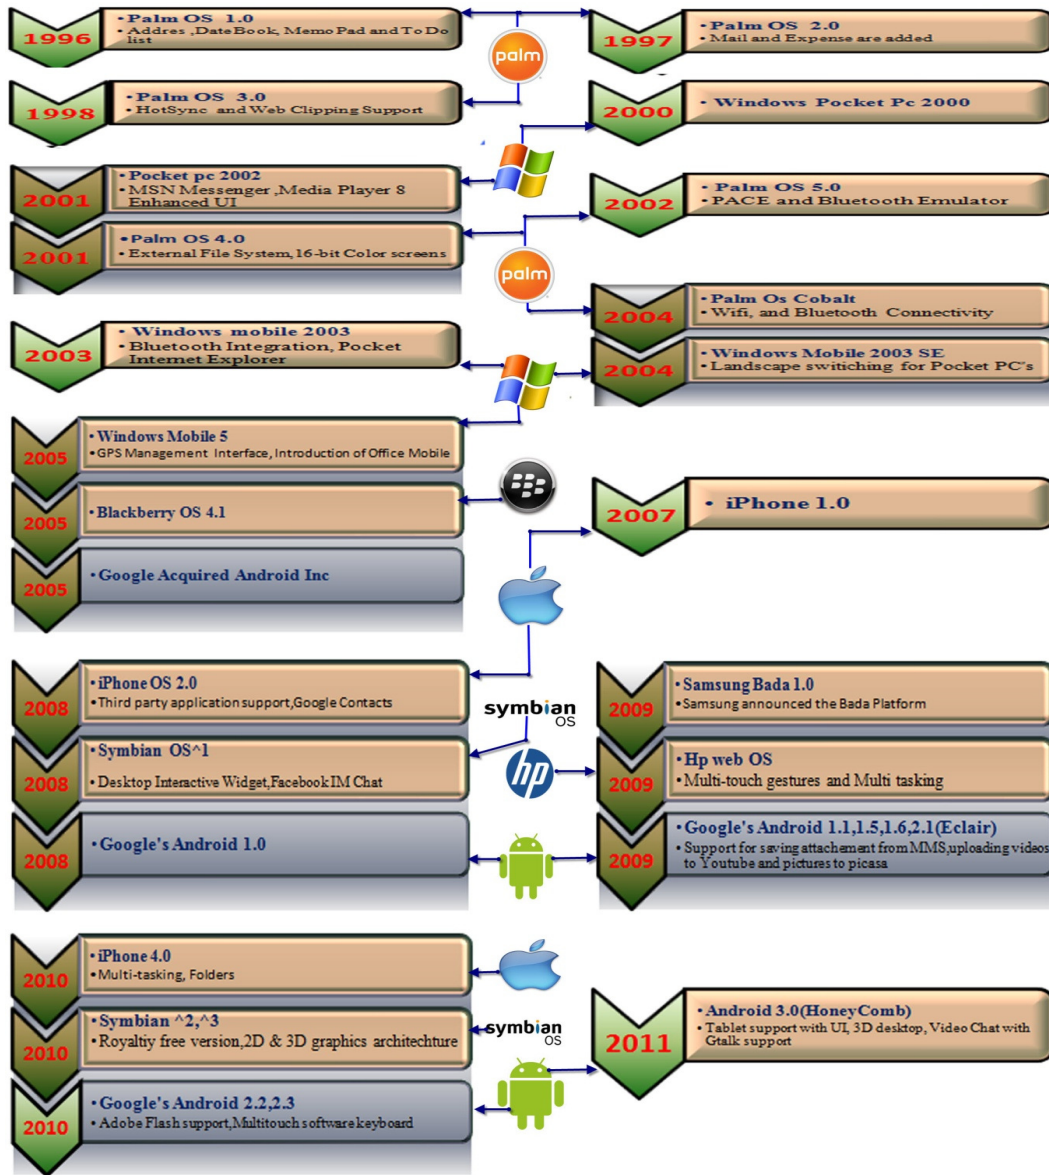 1996
• Palm OS 1.0
• Addres ,DateBook, MemoPad and To Do
list
palm
1997
• Palm OS 2.0
• Mail and Expense are added
1998
• Palm OS 3.0
• HotSync and Web Clipping Support
2000
• Windows Pocket Pc 2000
2001
• Pocket pc 2002
• MSN Messenger ,Media Player 8
Enhanced UI
2002
• Palm OS 5.0
• PACE and Bluetooth Emulator
2001
• Palm OS 4.0
• External File System,16-bit Color screens
palm
2004
• Palm Os Cobalt
• Wifi, and Bluetooth Connectivity
2003
• Windows mobile 2003
• Bluetooth Integration, Pocket
Internet Explorer
2004
• Windows Mobile 2003 SE
• Landscape switiching for Pocket PC's
2005
• Windows Mobile 5
• GPS Management Interface, Introduction of Office Mobile
2005
• Blackberry OS 4.1
2007
• iPhone 1.0
2005
• Google Acquired Android Inc
2008
• iPhone OS 2.0
• Third party application support,Google Contacts
symbian
OS
2009
• Samsung Bada 1.0
• Samsung announced the Bada Platform
2008
• Symbian OS^1
• Desktop Interactive Widget,Facebook IM Chat
hp
2009
• Hp web OS
• Multi-touch gestures and Multi tasking
2008
• Google's Android 1.0
2009
• Google's Android 1.1,1.5,1.6,2.1(Eclair)
• Support for saving attachement from MMS,uploading videos
to Youtube and pictures to picasa
2010
• iPhone 4.0
• Multi-tasking, Folders
2010
• Symbian ^2,^3
• Royaltiy free version,2D & 3D graphics architechture
symbian
OS
2011
• Android 3.0(HoneyComb)
• Tablet support with UI, 3D desktop, Video Chat with
Gtalk support
2010
• Google's Android 2.2,2.3
• Adobe Flash support,Multitouch software keyboard